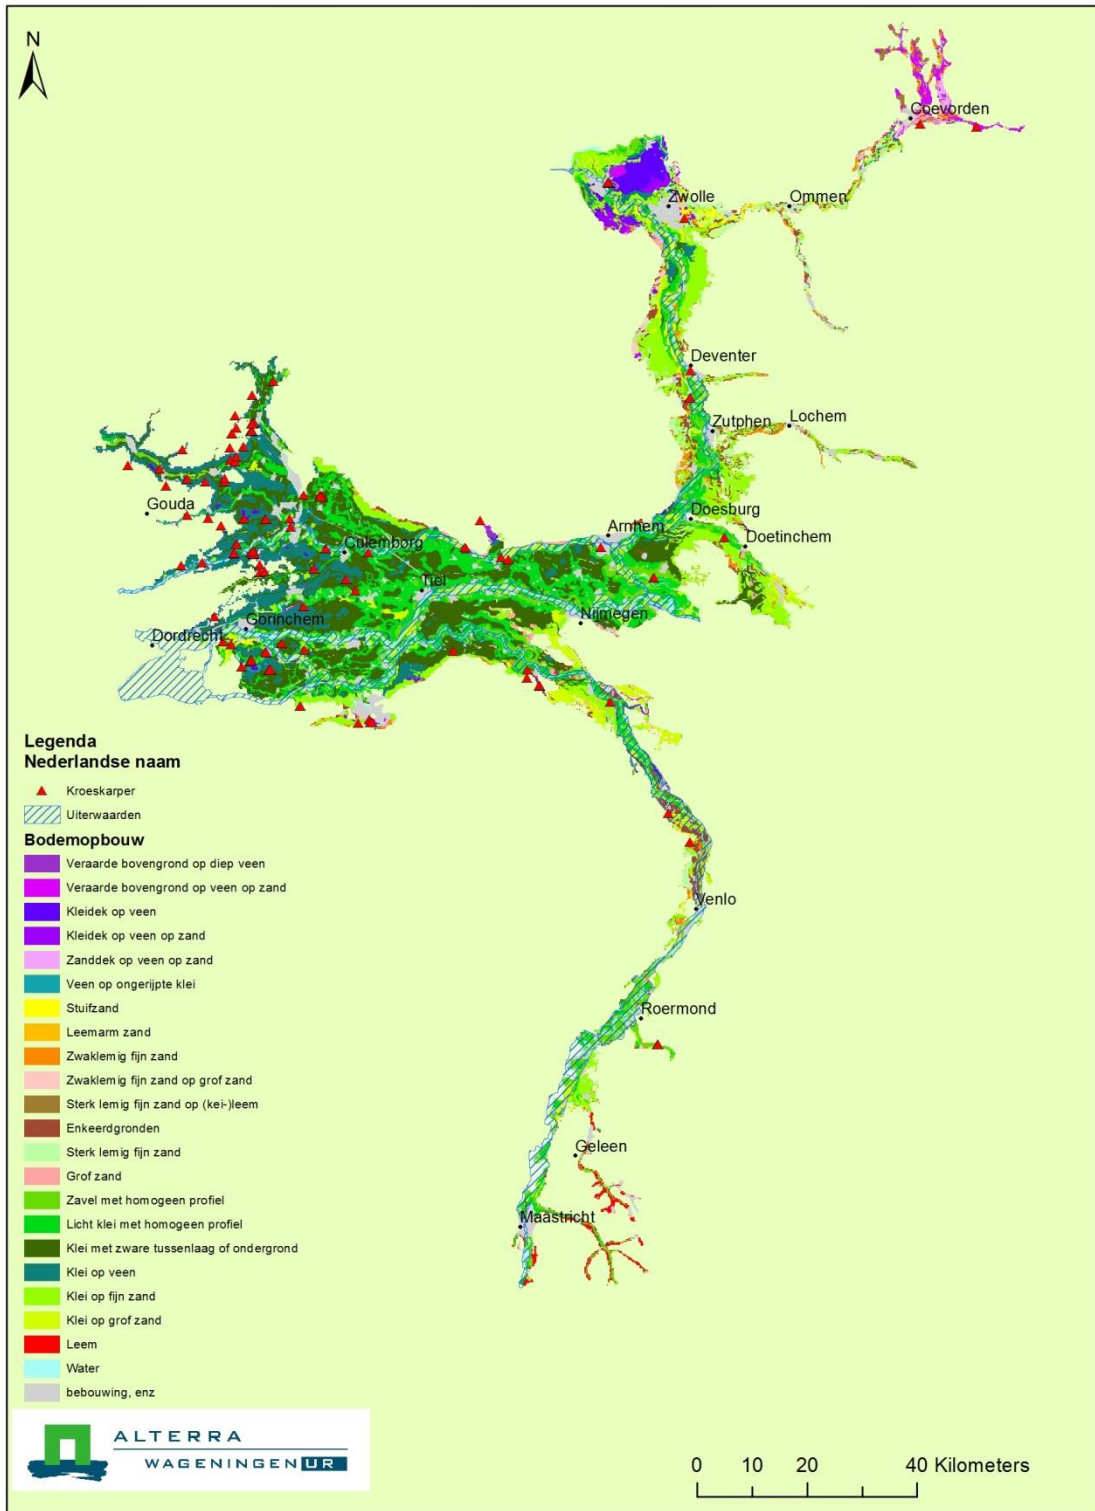 N
Coevorden
Zwolle
Ommen
Deventer
Zutphen
Lochem
Gouda
Doesburg
Arnhem
Doetinchem
Culemborg
Tiel
Nijmegen
Gorinchem
Dordrecht
Venlo
Roermond
Geleen
Maastricht
Legenda
Nederlandse naam
Kroeskarper
Uiterwaarden
Bodemopbouw
Veraarde bovengrond op diep veen
Veraarde bovengrond op veen op zand
Kleidek op veen
Kleidek op veen op zand
Zanddek op veen op zand
Veen op ongerijpte klei
Stuifzand
Leemarm zand
Zwaklemig fijn zand
Zwaklemig fijn zand op grof zand
Sterk lemig fijn zand op (kei-)leem
Enkeerdgronden
Sterk lemig fijn zand
Grof zand
Zavel met homogeen profiel
Licht klei met homogeen profiel
Klei met zware tussenlaag of ondergrond
Klei op veen
Klei op fijn zand
Klei op grof zand
Leem
Water
bebouwing, enz
ALTERRA
WAGENINGEN UR
0 10 20 40 Kilometers